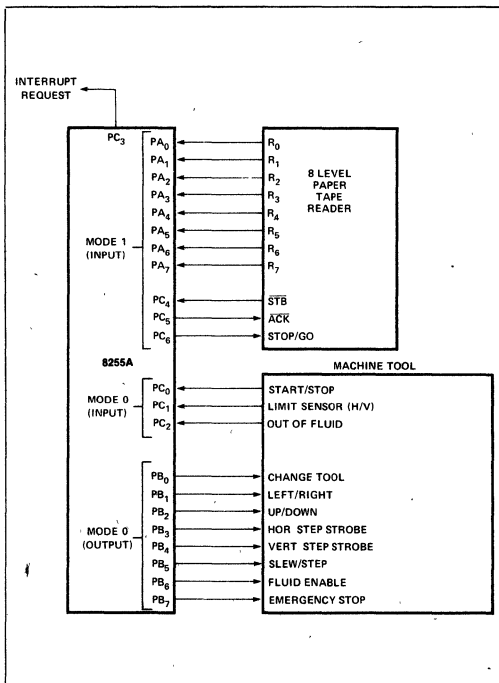 INTERRUPT
REQUEST
PC3
PA0 R0
PA1 R1
PA2 R2
PA3 R3
PA4 R4
PA5 R5
PA6 R6
PA7 R7
8 LEVEL
PAPER
TAPE
READER
MODE 1
(INPUT)
PC4 STB
PC5 ACK
PC6 STOP/GO
8255A
MACHINE TOOL
MODE 0
(INPUT)
PC0 START/STOP
PC1 LIMIT SENSOR (H/V)
PC2 OUT OF FLUID
MODE 0
(OUTPUT)
PB0 CHANGE TOOL
PB1 LEFT/RIGHT
PB2 UP/DOWN
PB3 HOR STEP STROBE
PB4 VERT STEP STROBE
PB5 SLEW/STEP
PB6 FLUID ENABLE
PB7 EMERGENCY STOP